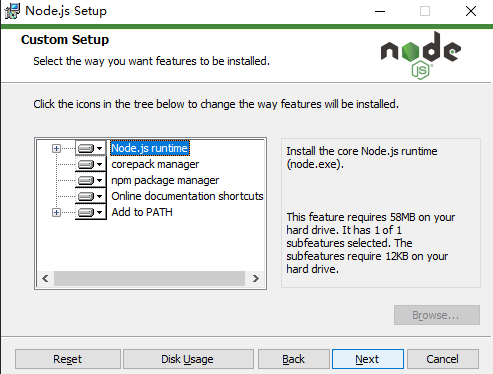 Node.js Setup
Custom Setup
Select the way you want features to be installed.
node
JS
Click the icons in the tree below to change the way features will be installed.
Node.js runtime
corepack manager
npm package manager
Online documentation shortcuts
Add to PATH
Install the core Node.js runtime
(node.exe).
This feature requires 58MB on your
hard drive. It has 1 of 1
subfeatures selected. The
subfeatures require 12KB on your
hard drive.
Browse...
Reset
Disk Usage
Back
Next
Cancel